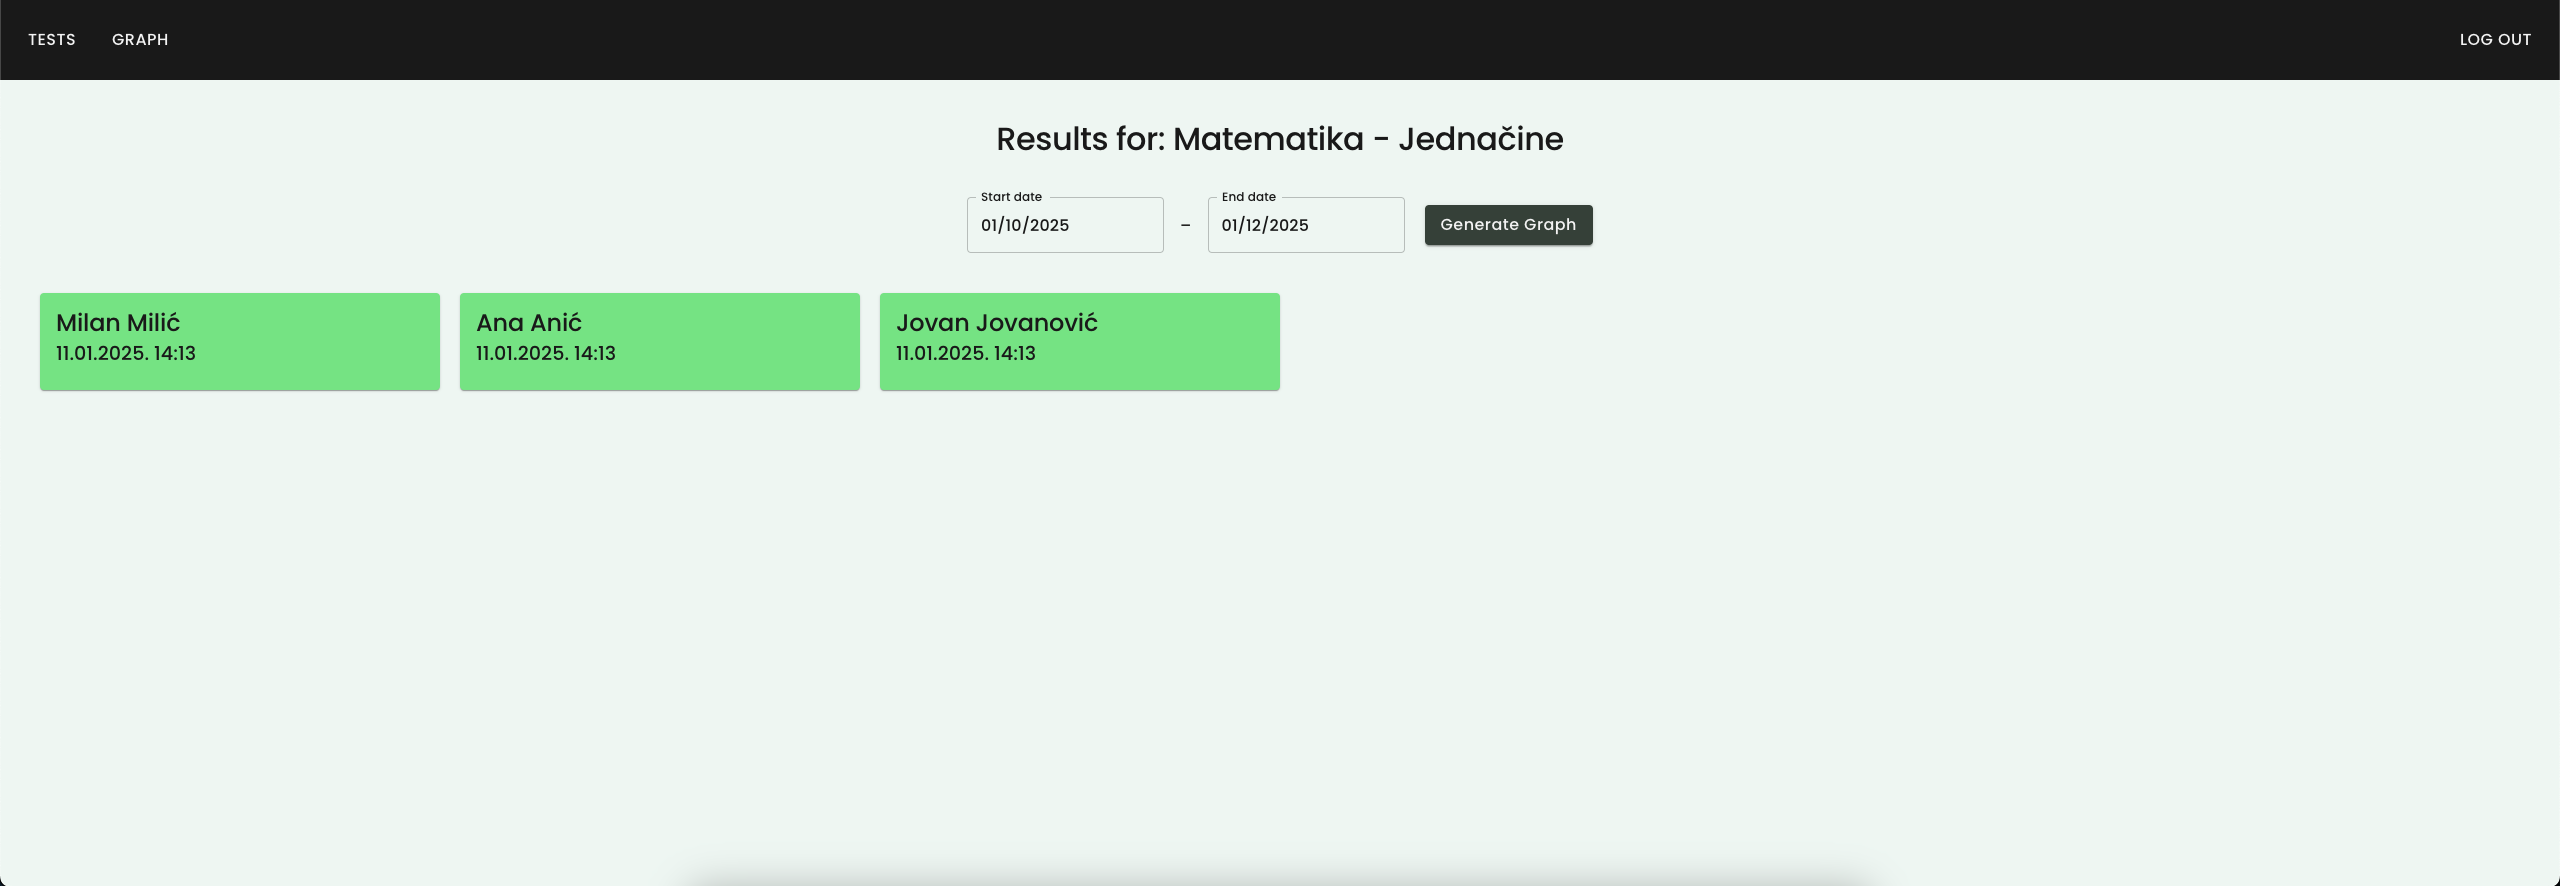 TESTS GRAPH LOG OUT
Results for: Matematika - Jednačine
Start date End date
01/10/2025 – 01/12/2025 Generate Graph
Milan Milić
11.01.2025. 14:13
Ana Anić
11.01.2025. 14:13
Jovan Jovanović
11.01.2025. 14:13